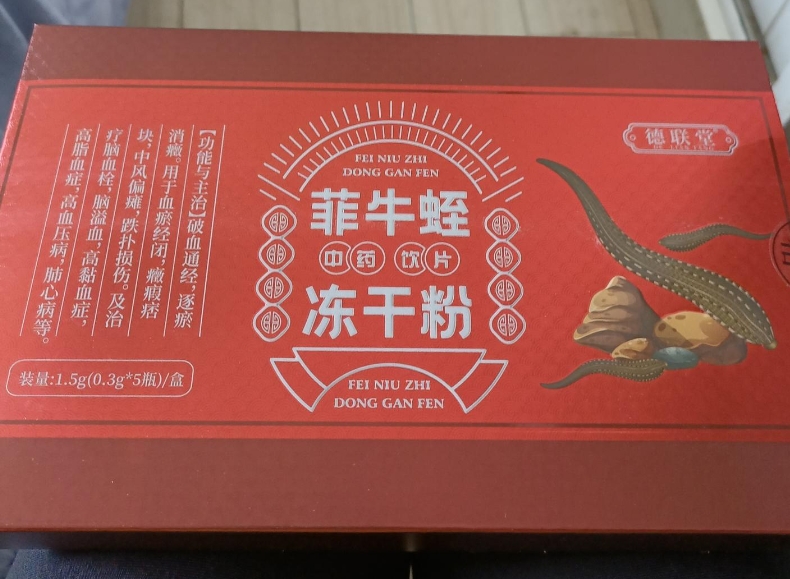 FEI NIU ZHI
DONG GAN FEN
菲牛蛭
中药饮片
冻干粉
FEI NIU ZHI
DONG GAN FEN
德联堂
【功能与主治】破血通经，逐瘀
消癥。用于血瘀经闭，癥瘕痞
块，中风偏瘫，跌扑损伤。及治
疗脑血栓，脑溢血，高黏血症，
高脂血症，高血压病，肺心病等。
装量:1.5g(0.3g*5瓶)/盒